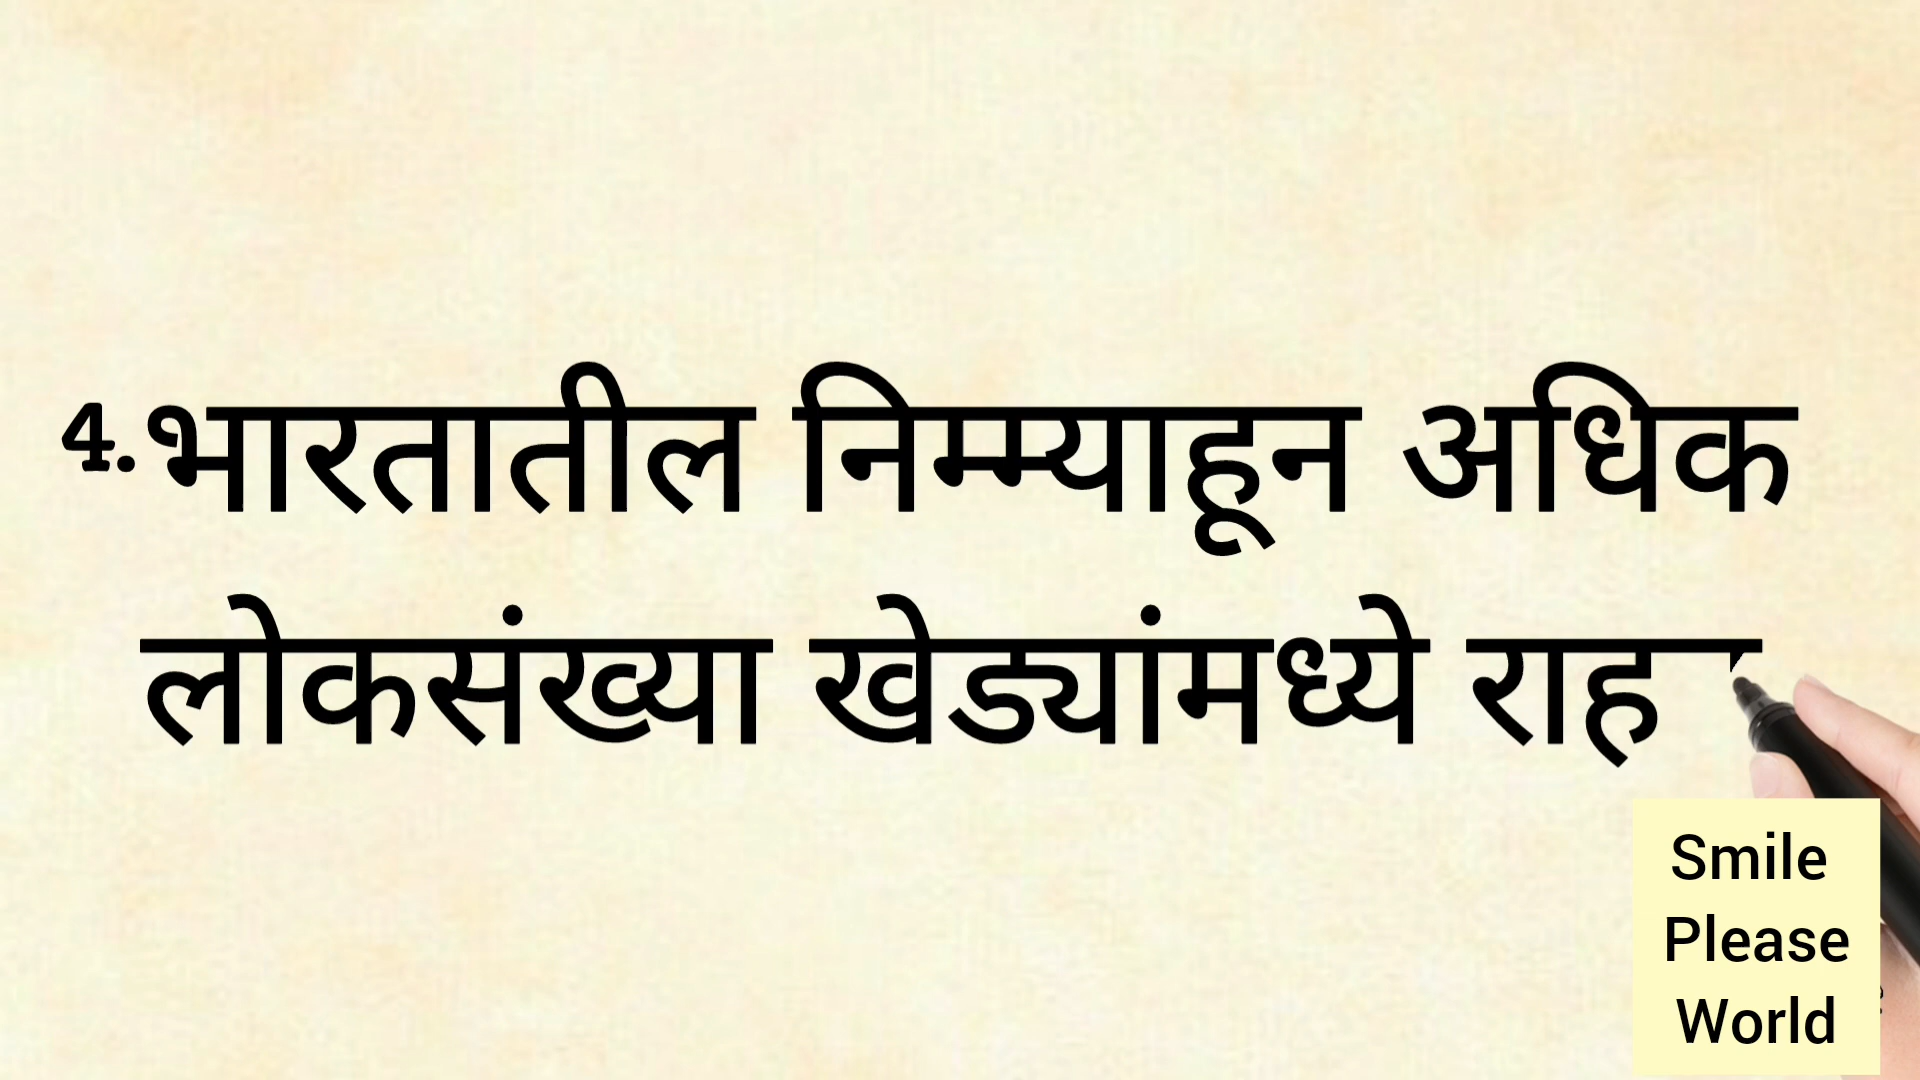 4.भारतातील निम्म्याहून अधिक
लोकसंख्या खेड्यांमध्ये राह
Smile
Please
World